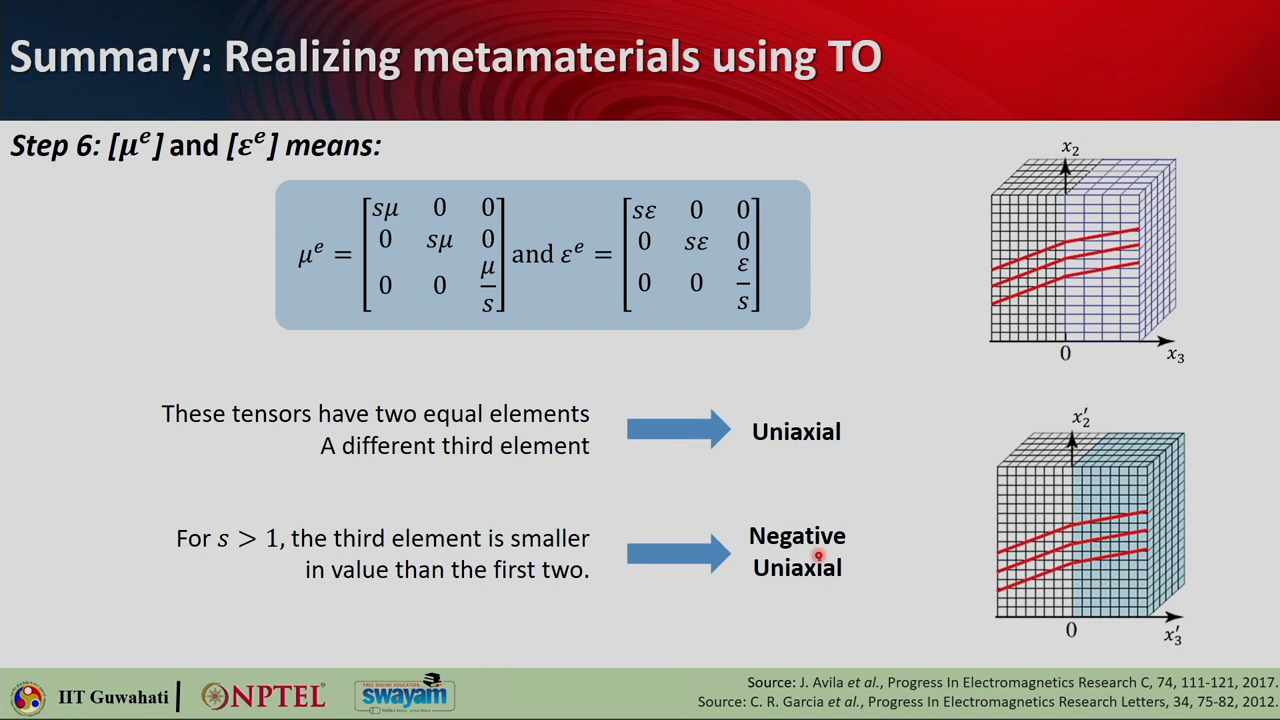 Summary: Realizing metamaterials using TO
Step 6: [μᵉ] and [εᵉ] means:
μᵉ = [sμ 0 0; 0 sμ 0; 0 0 μ/s] and εᵉ = [sε 0 0; 0 sε 0; 0 0 ε/s]
x₂
0
x₃
These tensors have two equal elements
A different third element
Uniaxial
For s > 1, the third element is smaller
in value than the first two.
Negative
Uniaxial
x′₂
0
x′₃
IIT Guwahati
NPTEL
FREE ONLINE EDUCATION
swayam
Source: J. Avila et al., Progress In Electromagnetics Research C, 74, 111-121, 2017.
Source: C. R. Garcia et al., Progress In Electromagnetics Research Letters, 34, 75-82, 2012.